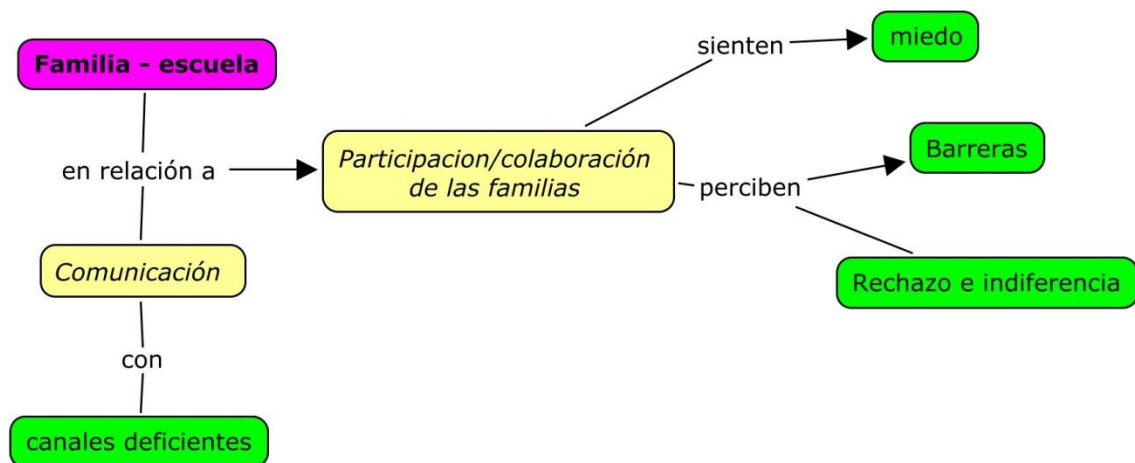 Familia - escuela
sienten
miedo
en relación a
Participacion/colaboración
de las familias
perciben
Barreras
Rechazo e indiferencia
Comunicación
con
canales deficientes